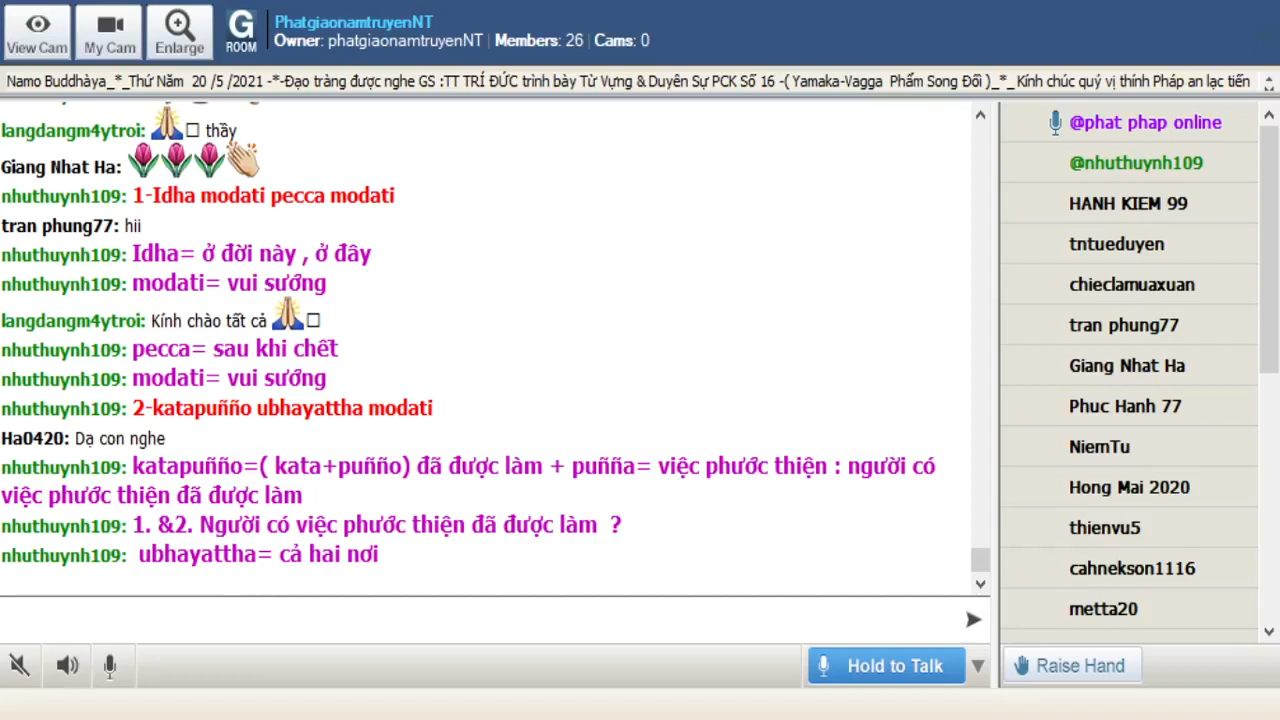 PhatgiaonamtruyenNT
Owner: phatgiaonamtruyenNT | Members: 26 | Cams: 0
View Cam
My Cam
Enlarge
G
ROOM
Namo Buddhàya_*_Thứ Năm 20 /5 /2021 -*-Đạo tràng được nghe GS :TT TRÍ ĐỨC trình bày Từ Vựng & Duyên Sự PCK Số 16 -( Yamaka-Vagga Phẩm Song Đối )_*_ Kính chúc quý vị thính Pháp an lạc tiến
langdangm4ytroi: thầy
Giang Nhat Ha:
nhuthuynh109: 1-Idha modati pecca modati
tran phung77: hii
nhuthuynh109: Idha= ở đời này , ở đây
nhuthuynh109: modati= vui sướng
langdangm4ytroi: Kính chào tất cả
nhuthuynh109: pecca= sau khi chết
nhuthuynh109: modati= vui sướng
nhuthuynh109: 2-katapuñño ubhayattha modati
Ha0420: Dạ con nghe
nhuthuynh109: katapuñño=( kata+puñño) đã được làm + puñña= việc phước thiện : người có
việc phước thiện đã được làm
nhuthuynh109: 1. &2. Người có việc phước thiện đã được làm ?
nhuthuynh109: ubhayattha= cả hai nơi
Hold to Talk
@phat phap online
@nhuthuynh109
HANH KIEM 99
tntueduyen
chieclamuaxuan
tran phung77
Giang Nhat Ha
Phuc Hanh 77
NiemTu
Hong Mai 2020
thienvu5
cahnekson1116
metta20
Raise Hand